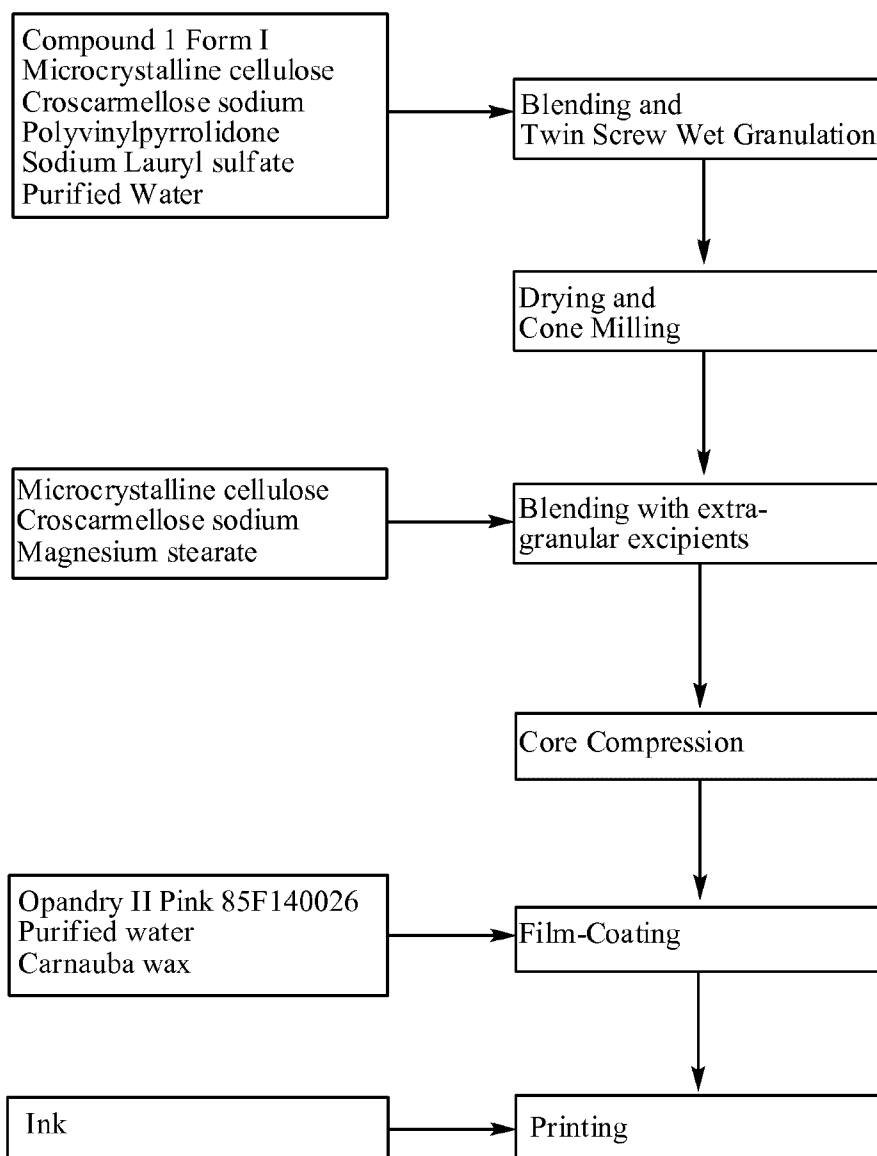 Compound 1 Form I
Microcrystalline cellulose
Croscarmellose sodium
Polyvinylpyrrolidone
Sodium Lauryl sulfate
Purified Water
Blending and
Twin Screw Wet Granulation
Drying and
Cone Milling
Microcrystalline cellulose
Croscarmellose sodium
Magnesium stearate
Blending with extra-
granular excipients
Core Compression
Opandry II Pink 85F140026
Purified water
Carnauba wax
Film-Coating
Ink
Printing